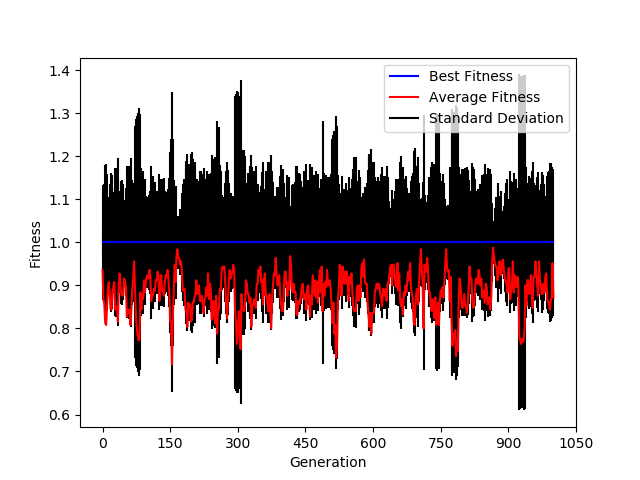 Best Fitness
Average Fitness
Standard Deviation
Fitness
1.4
1.3
1.2
1.1
1.0
0.9
0.8
0.7
0.6
0 150 300 450 600 750 900 1050
Generation